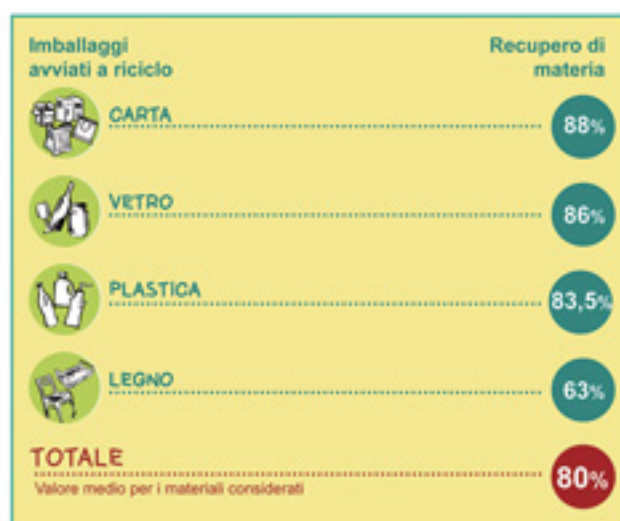 Imballaggi
avviati a riciclo
Recupero di
materia
CARTA
88%
VETRO
86%
PLASTICA
83,5%
LEGNO
63%
TOTALE
80%
Valore medio per i materiali considerati